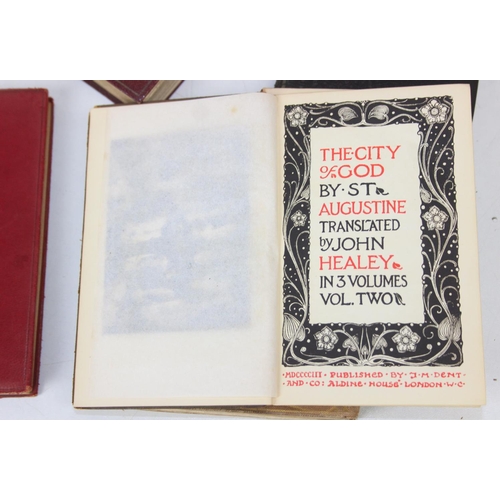 THE·CITY
of GOD
BY·ST
AUGUSTINE
TRANSLATED
by JOHN
HEALEY
IN 3 VOLUMES
VOL. TWO
·MDCCCCIII·PUBLISHED·BY·J·M·DENT·
·AND·CO: ALDINE·HOUSE·LONDON·W·C·